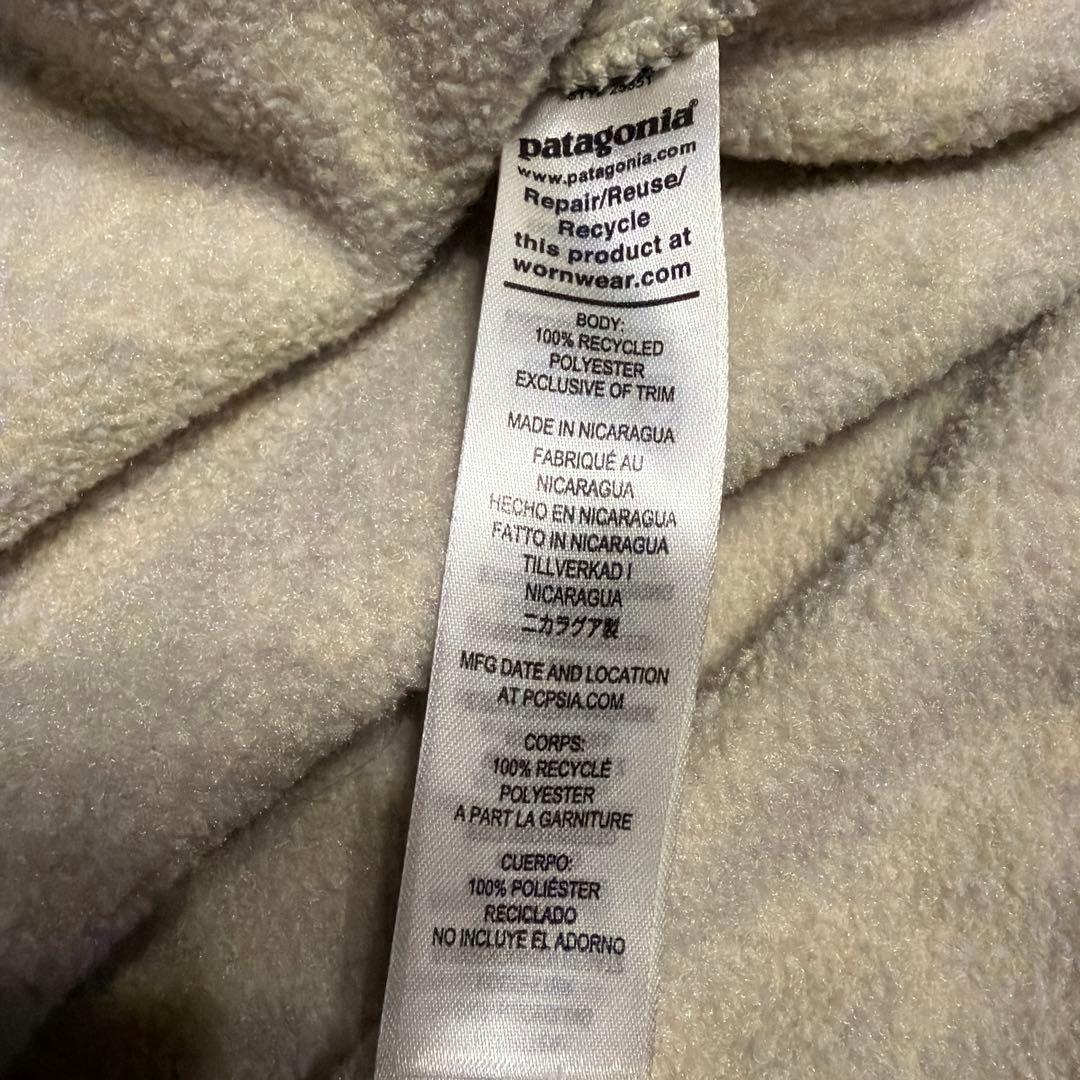 patagonia®
www.patagonia.com
Repair/Reuse/
Recycle
this product at
wornwear.com
BODY:
100% RECYCLED
POLYESTER
EXCLUSIVE OF TRIM
MADE IN NICARAGUA
FABRIQUÉ AU
NICARAGUA
HECHO EN NICARAGUA
FATTO IN NICARAGUA
TILLVERKAD I
NICARAGUA
ニカラグア製
MFG DATE AND LOCATION
AT PCPSIA.COM
CORPS:
100% RECYCLÉ
POLYESTER
A PART LA GARNITURE
CUERPO:
100% POLIÉSTER
RECICLADO
NO INCLUYE EL ADORNO